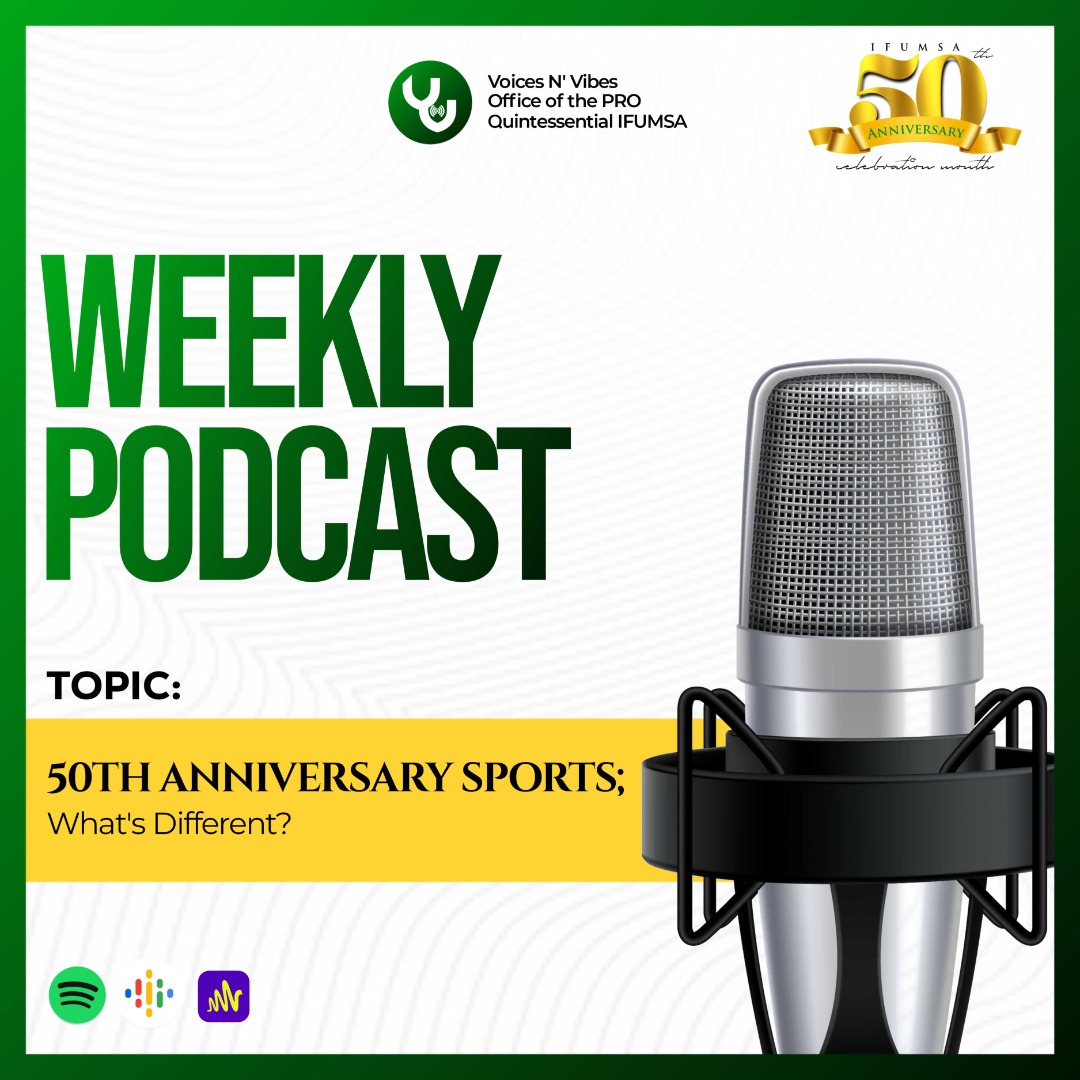 Voices N' Vibes
Office of the PRO
Quintessential IFUMSA
IFUMSA
50th
ANNIVERSARY
celebration month
WEEKLY
PODCAST
TOPIC:
50TH ANNIVERSARY SPORTS;
What's Different?